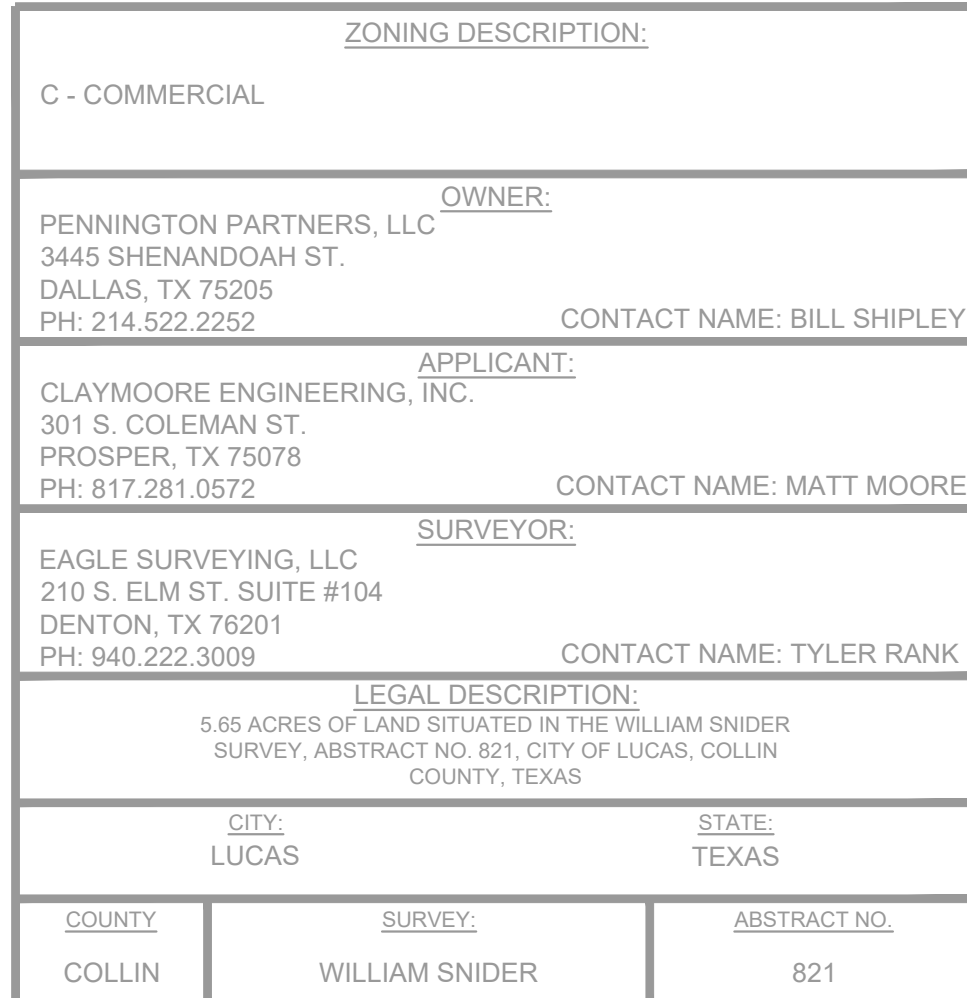 ZONING DESCRIPTION:
C - COMMERCIAL
OWNER:
PENNINGTON PARTNERS, LLC
3445 SHENANDOAH ST.
DALLAS, TX 75205
PH: 214.522.2252
CONTACT NAME: BILL SHIPLEY
APPLICANT:
CLAYMOORE ENGINEERING, INC.
301 S. COLEMAN ST.
PROSPER, TX 75078
PH: 817.281.0572
CONTACT NAME: MATT MOORE
SURVEYOR:
EAGLE SURVEYING, LLC
210 S. ELM ST. SUITE #104
DENTON, TX 76201
PH: 940.222.3009
CONTACT NAME: TYLER RANK
LEGAL DESCRIPTION:
5.65 ACRES OF LAND SITUATED IN THE WILLIAM SNIDER
SURVEY, ABSTRACT NO. 821, CITY OF LUCAS, COLLIN
COUNTY, TEXAS
CITY:
LUCAS
STATE:
TEXAS
COUNTY
COLLIN
SURVEY:
WILLIAM SNIDER
ABSTRACT NO.
821